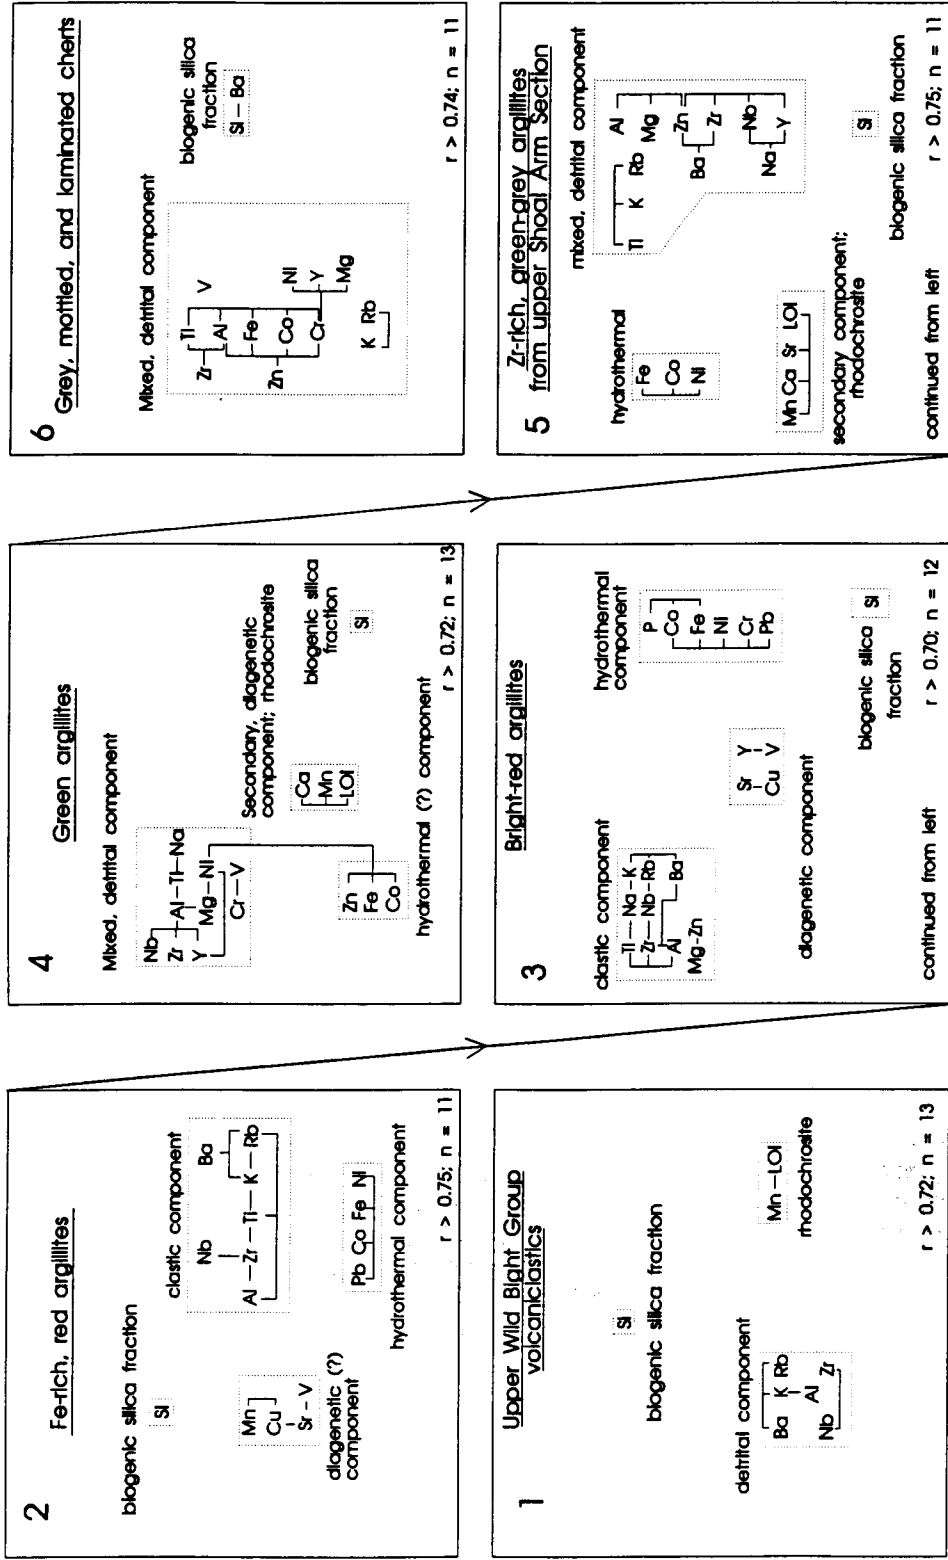 2
Fe-rich, red argillites
biogenic silica fraction
Si
clastic component
Nb
Ba
Al — Zr — Ti — K — Rb
Mn
Cu
Sr - V
diagenetic (?)
component
Pb Co Fe Ni
hydrothermal component
r > 0.75; n = 11
4
Green argillites
Mixed, detrital component
Nb
Zr — Al — Ti — Na
Y Mg — Ni
Cr — V
Secondary, diagenetic
component; rhodochrosite
Ca
Mn
LOI
biogenic silica
fraction
Si
Zn
Fe
Co
hydrothermal (?) component
r > 0.72; n = 13
6
Grey, mottled, and laminated cherts
Mixed, detrital component
Ti V
Zr
Al
Fe
Zn
Co
Cr
Ni
Y
Mg
K Rb
biogenic silica
fraction
Si — Ba
r > 0.74; n = 11
1
Upper Wild Bight Group
volcaniclastics
Si
biogenic silica fraction
detrital component
Ba K Rb
Al
Nb Zr
Mn — LOI
rhodochrosite
r > 0.72; n = 13
3
Bright-red argillites
clastic component
Ti — Na - K
Zr — Nb - Rb
Al Ba
Mg - Zn
Sr Y
Cu V
diagenetic component
hydrothermal
component
P
Co
Fe
Ni
Cr
Pb
biogenic silica
fraction
Si
continued from left
r > 0.70; n = 12
5
Zr-rich, green-grey argillites
from upper Shoal Arm Section
hydrothermal
Fe
Co
Ni
mixed, detrital component
Ti K Rb
Al
Mg
Ba
Zn
Zr
Na
Nb
Y
Mn Ca Sr LOI
secondary component;
rhodochrosite
Si
biogenic silica fraction
continued from left
r > 0.75; n = 11